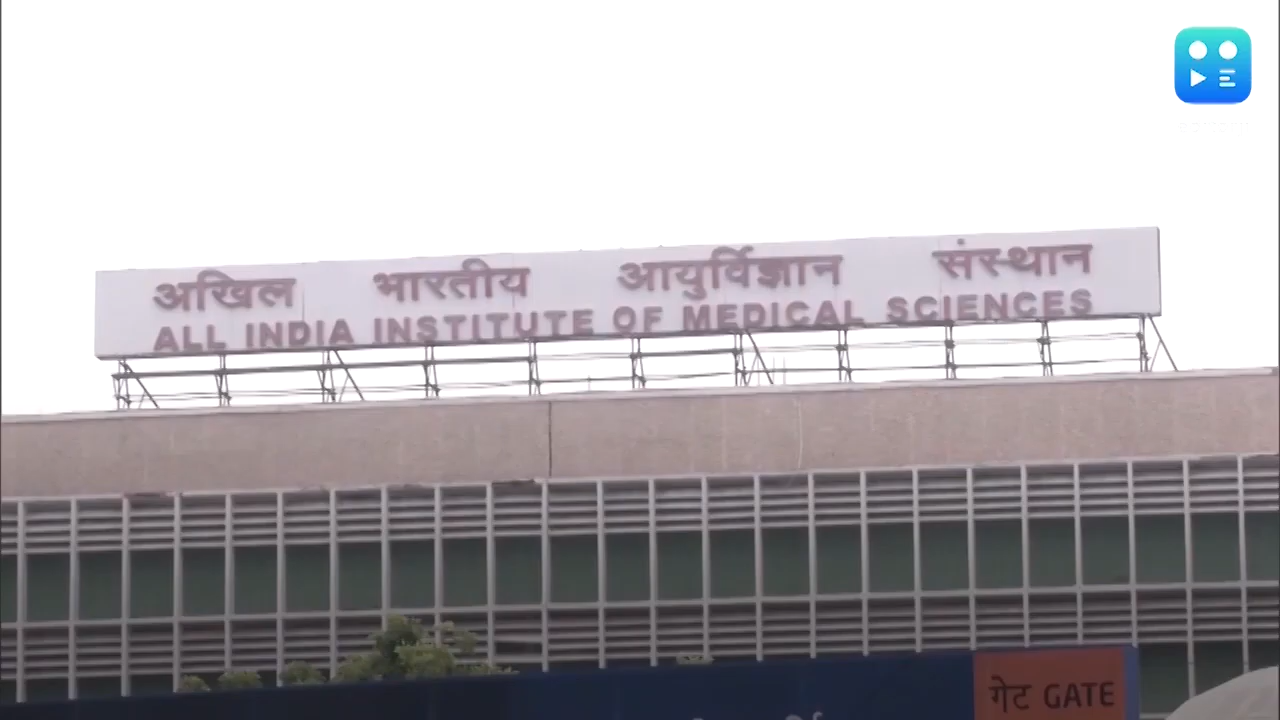 अखिल भारतीय आयुर्विज्ञान संस्थान
ALL INDIA INSTITUTE OF MEDICAL SCIENCES
गेट GATE